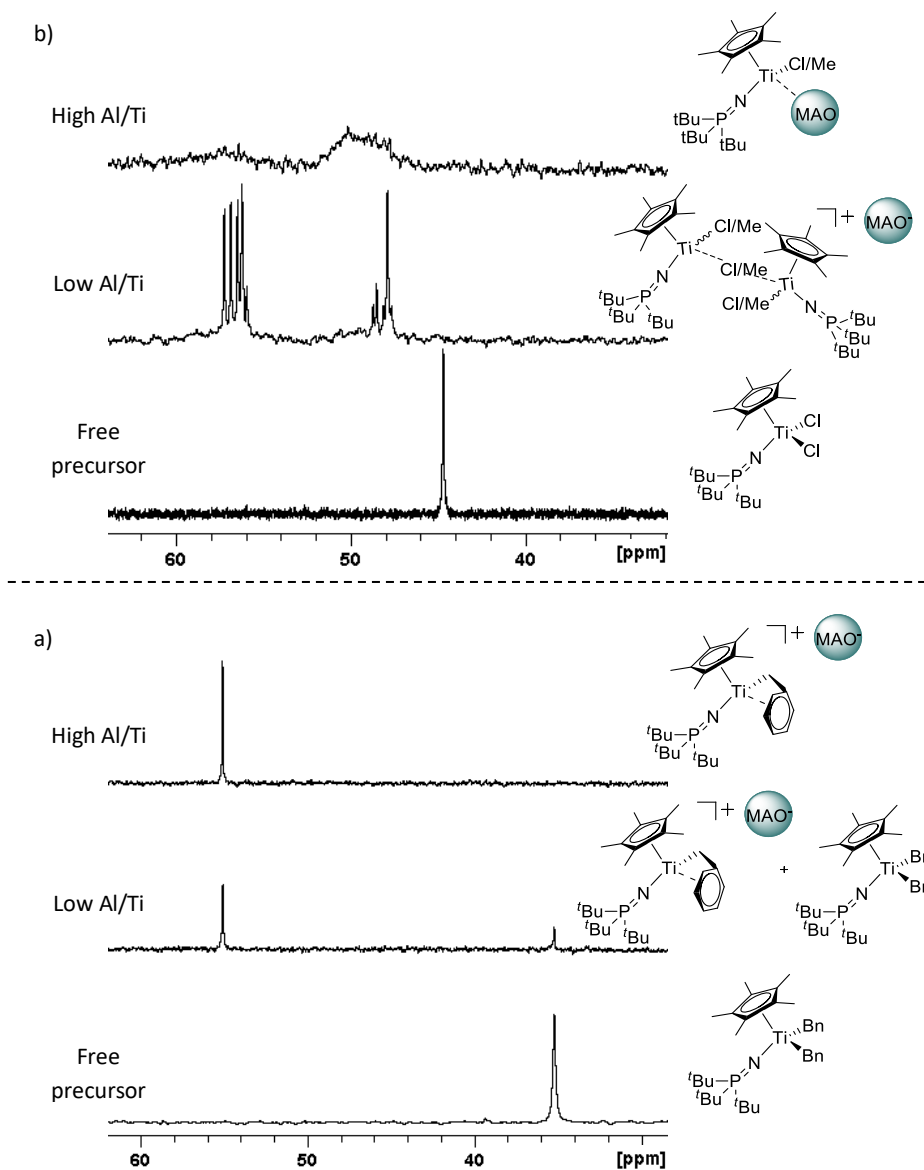 b)
High Al/Ti
Ti
Cl/Me
N
MAO
tBu P
tBu tBu
Low Al/Ti
+
MAO-
Cl/Me
Ti
Cl/Me
Ti
N
Cl/Me
tBu P
tBu tBu
N
P tBu
tBu tBu
Free
precursor
Cl
Ti
Cl
N
tBu P
tBu tBu
60 50 40 [ppm]
a)
High Al/Ti
+
MAO-
Ti
N
tBu P
tBu tBu
Low Al/Ti
+
MAO-
Ti
N
tBu P
tBu tBu
+
Ti
N
tBu P
tBu tBu
Free
precursor
Bn
Ti
Bn
N
tBu P
tBu tBu
60 50 40 [ppm]